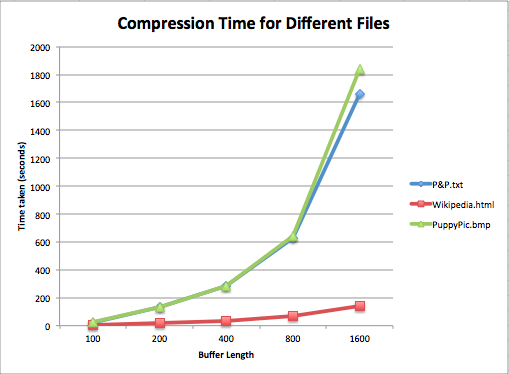 Compression Time for Different Files
2000
1800
1600
1400
1200
1000
800
600
400
200
0
Time taken (seconds)
100 200 400 800 1600
Buffer Length
P&P.txt
Wikipedia.html
PuppyPic.bmp